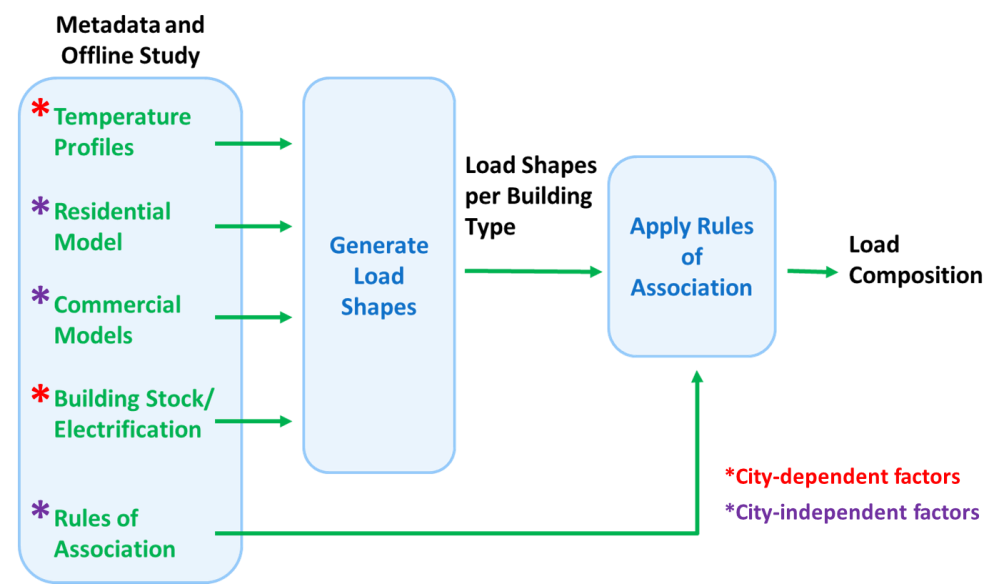 Metadata and
Offline Study
*Temperature
Profiles
*Residential
Model
*Commercial
Models
*Building Stock/
Electrification
*Rules of
Association
Generate
Load
Shapes
Load Shapes
per Building
Type
Apply Rules
of
Association
Load
Composition
*City-dependent factors
*City-independent factors